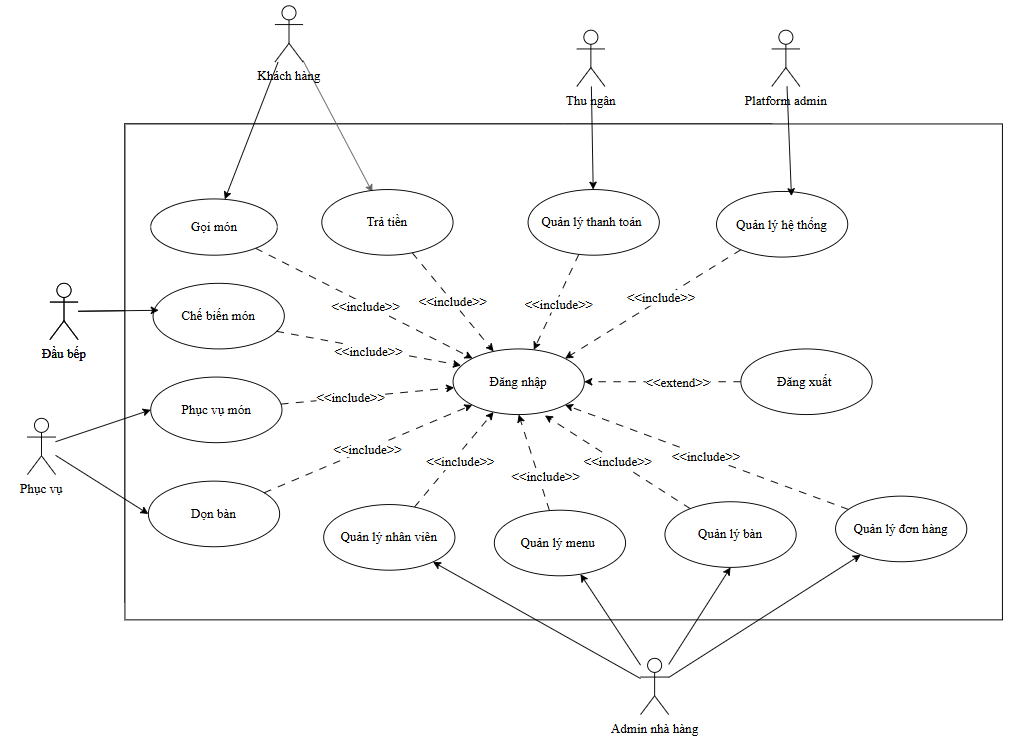 Khách hàng
Thu ngân
Platform admin
Gọi món
Trả tiền
Quản lý thanh toán
Quản lý hệ thống
<<include>>
<<include>>
<<include>>
<<include>>
Chế biến món
Đầu bếp
<<include>>
Đăng nhập
<<extend>>
Đăng xuất
Phục vụ món
<<include>>
Phục vụ
<<include>>
<<include>>
<<include>>
<<include>>
<<include>>
Dọn bàn
Quản lý nhân viên
Quản lý menu
Quản lý bàn
Quản lý đơn hàng
Admin nhà hàng